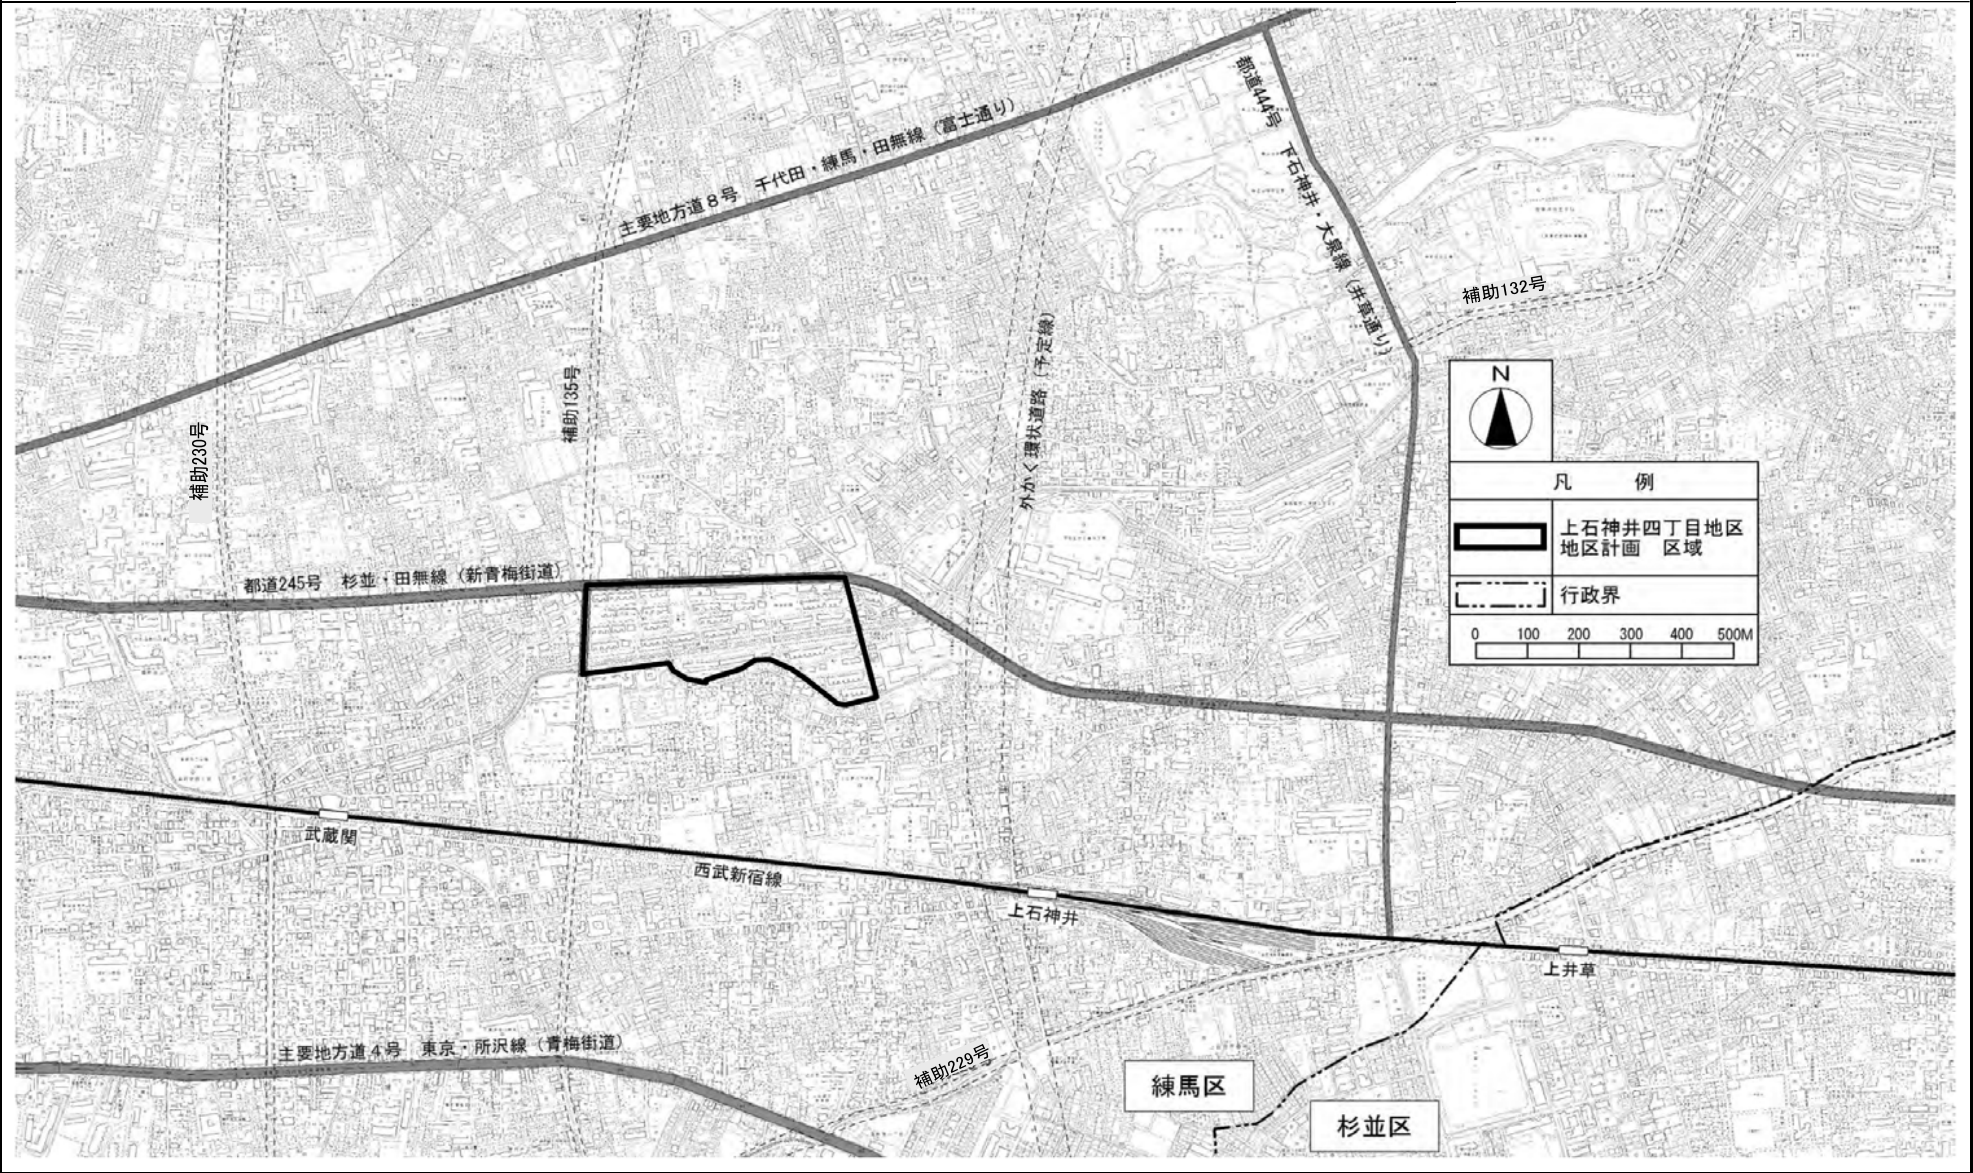 都道444号 下石神井・大泉線（井草通り）
主要地方道８号 千代田・練馬・田無線（富士通り）
補助132号
外かく環状道路（予定線）
補助135号
補助230号
N
凡 例
上石神井四丁目地区
地区計画 区域
行政界
0 100 200 300 400 500M
都道245号 杉並・田無線（新青梅街道）
武蔵関
西武新宿線
上石神井
上井草
主要地方道４号 東京・所沢線（青梅街道）
補助229号
練馬区
杉並区